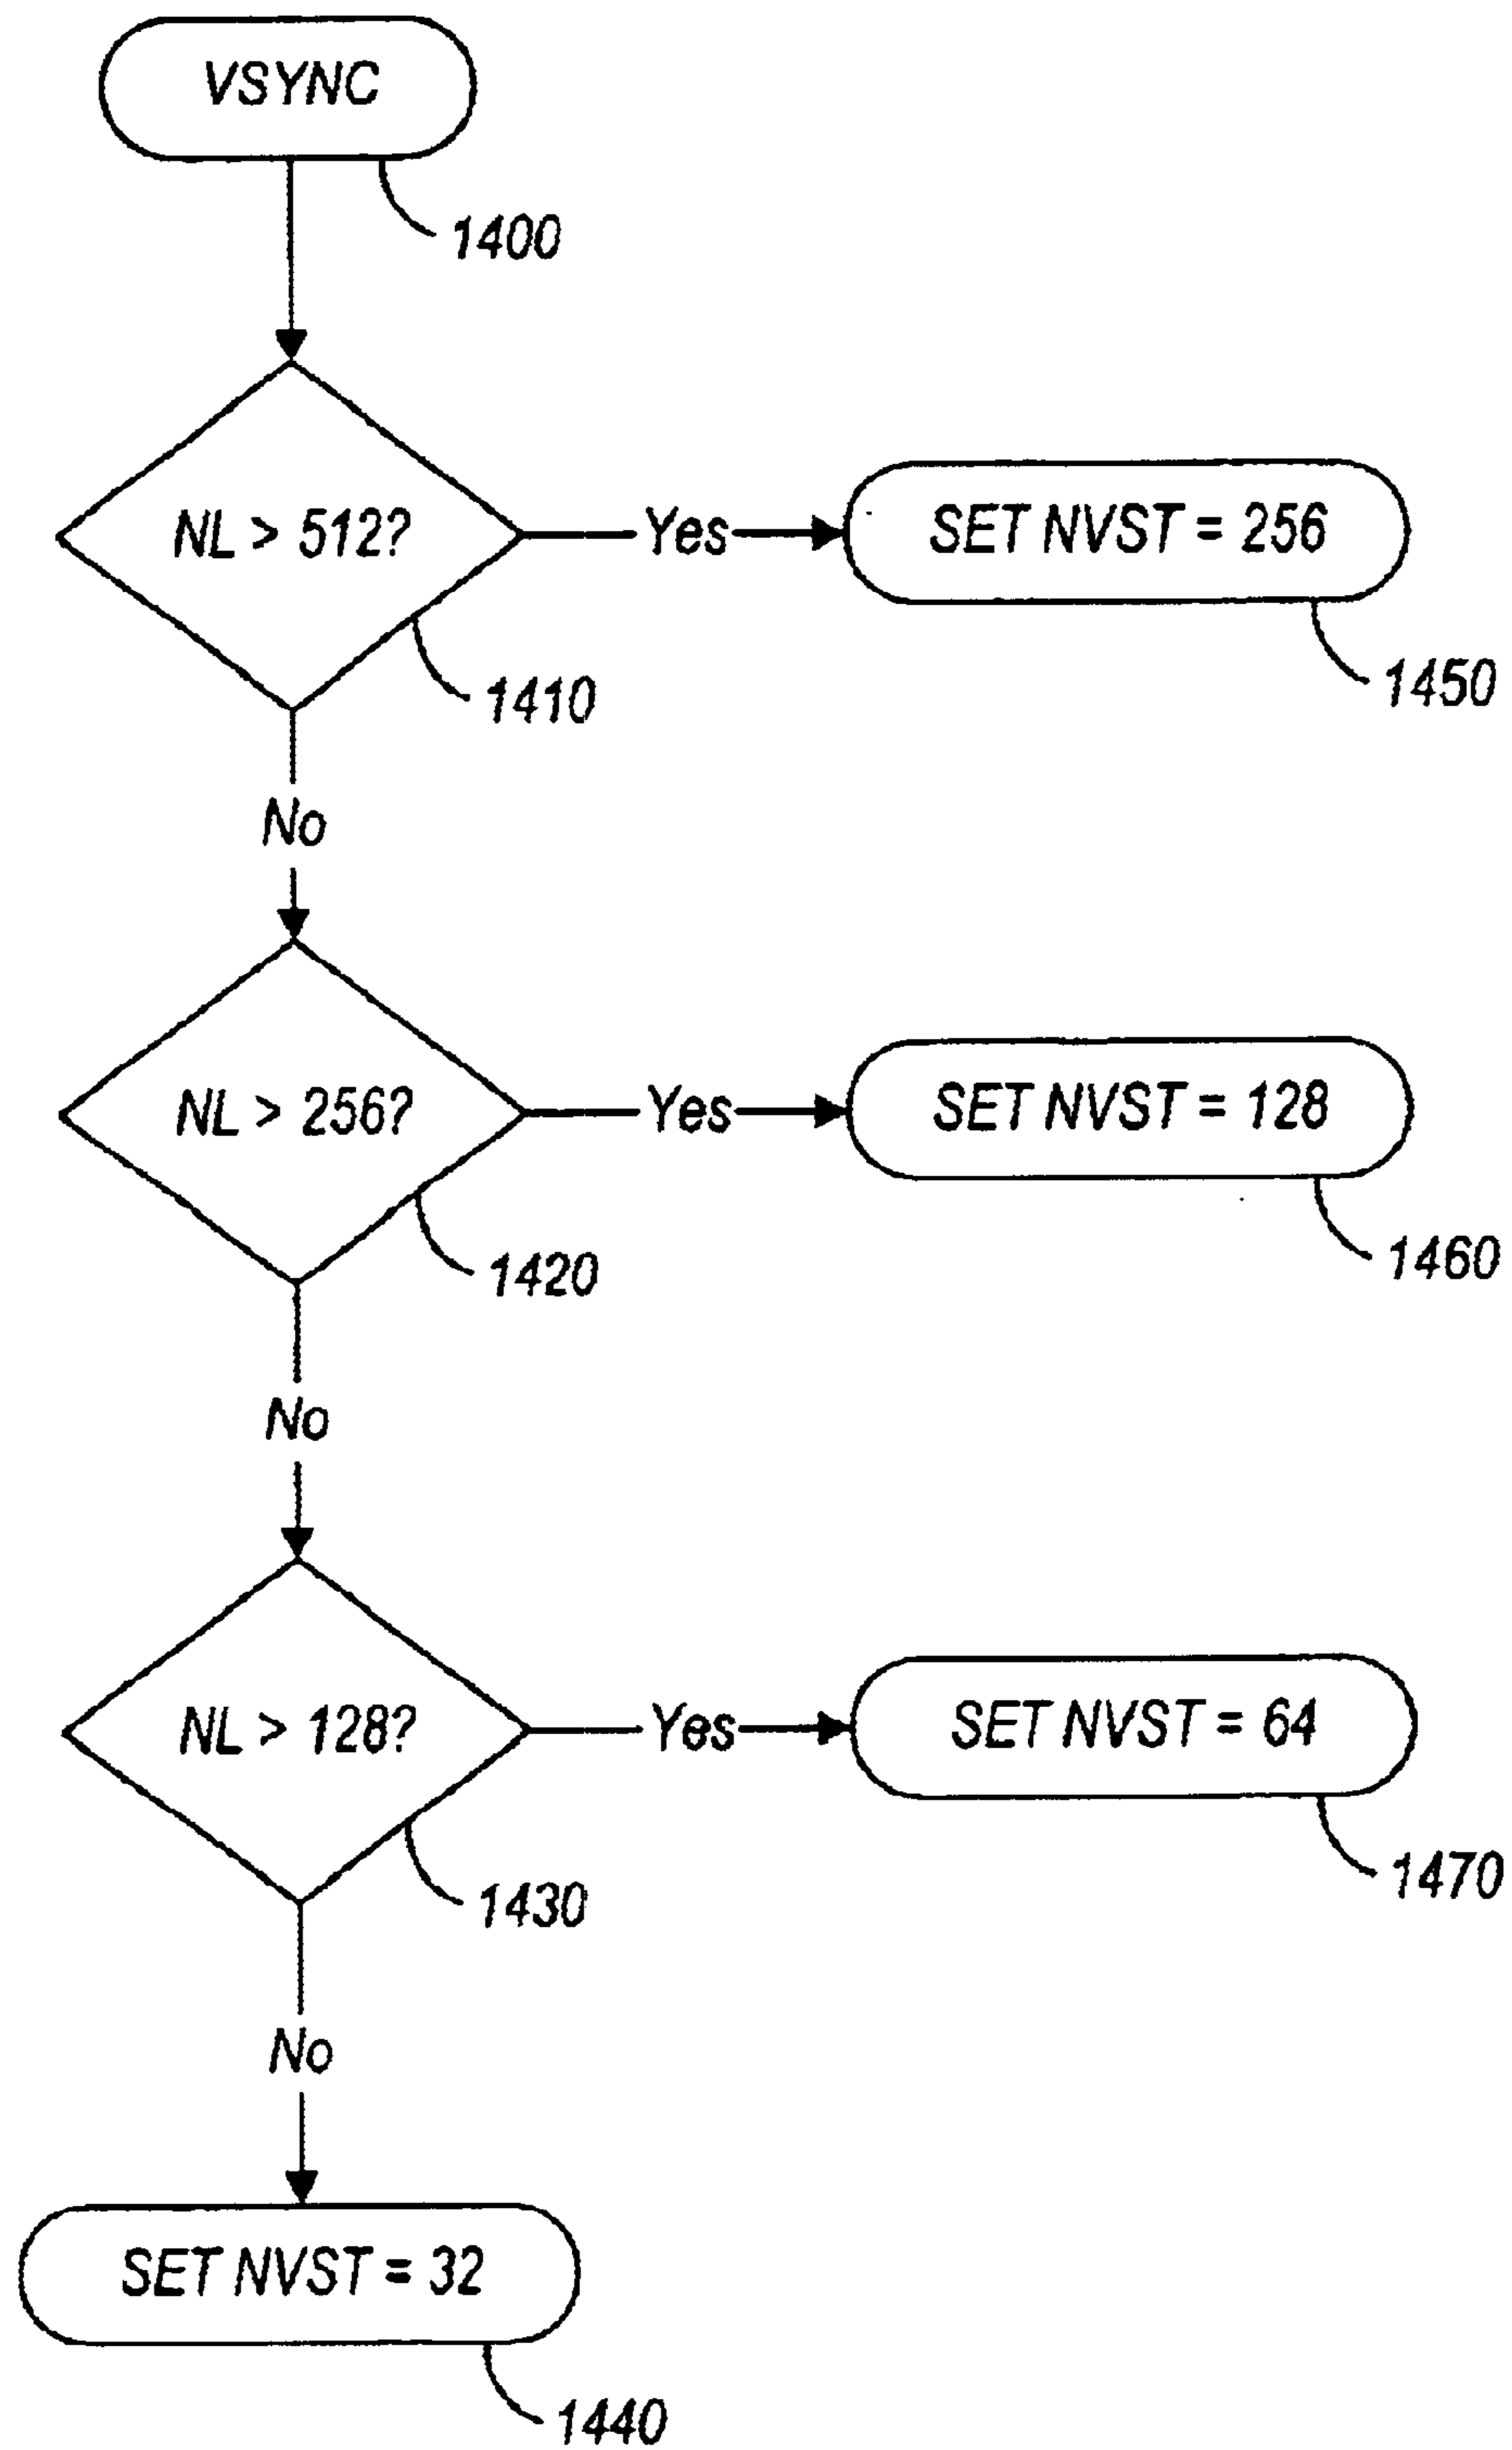 VSYNC
1400
NL > 512?
Yes
SET NVST = 256
1410
1450
No
NL > 256?
Yes
SET NVST = 128
1420
1460
No
NL > 128?
Yes
SET NVST = 64
1430
1470
No
SET NVST = 32
1440